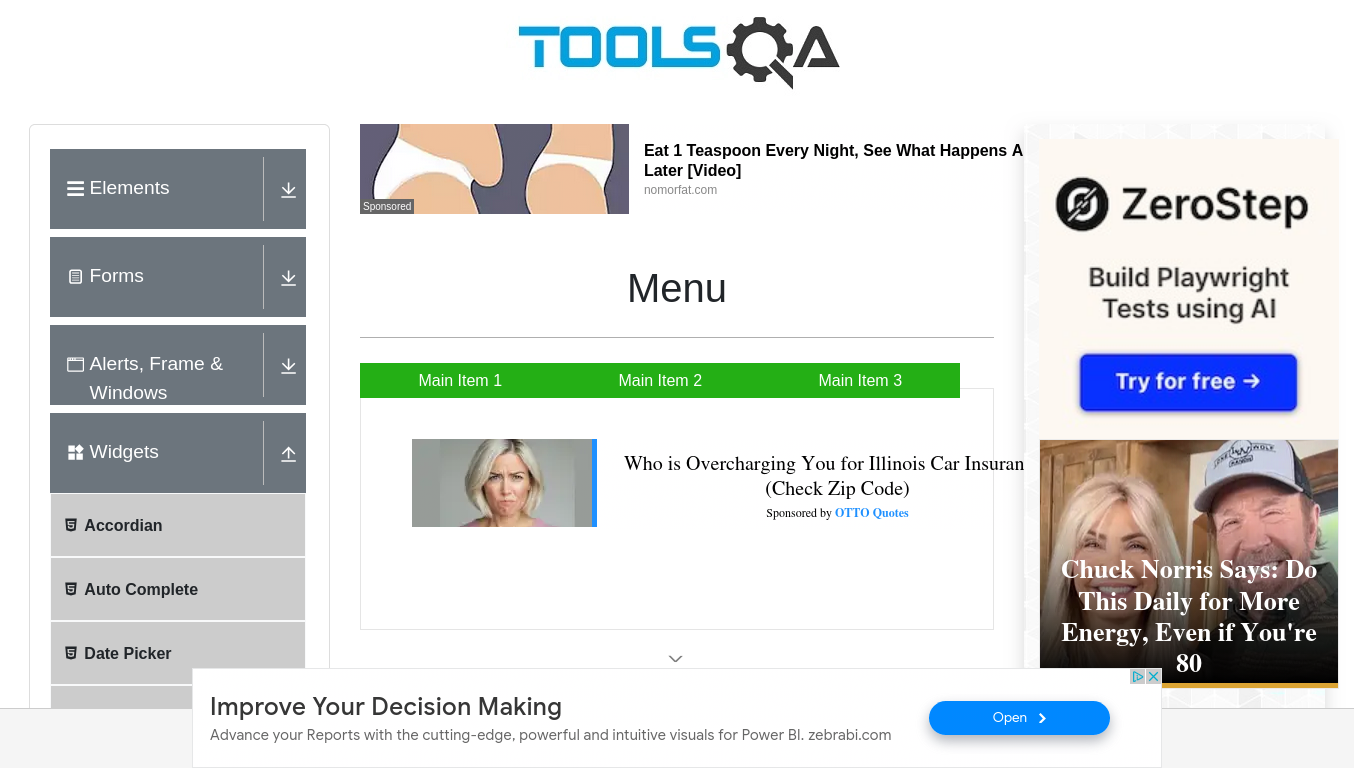 TOOLSQA
Elements
Forms
Alerts, Frame &
Windows
Widgets
Accordian
Auto Complete
Date Picker
Sponsored
Eat 1 Teaspoon Every Night, See What Happens A
Later [Video]
nomorfat.com
Menu
Main Item 1
Main Item 2
Main Item 3
Who is Overcharging You for Illinois Car Insuran
(Check Zip Code)
Sponsored by OTTO Quotes
ZeroStep
Build Playwright
Tests using AI
Try for free →
Chuck Norris Says: Do
This Daily for More
Energy, Even if You're
80
Improve Your Decision Making
Advance your Reports with the cutting-edge, powerful and intuitive visuals for Power BI. zebrabi.com
Open